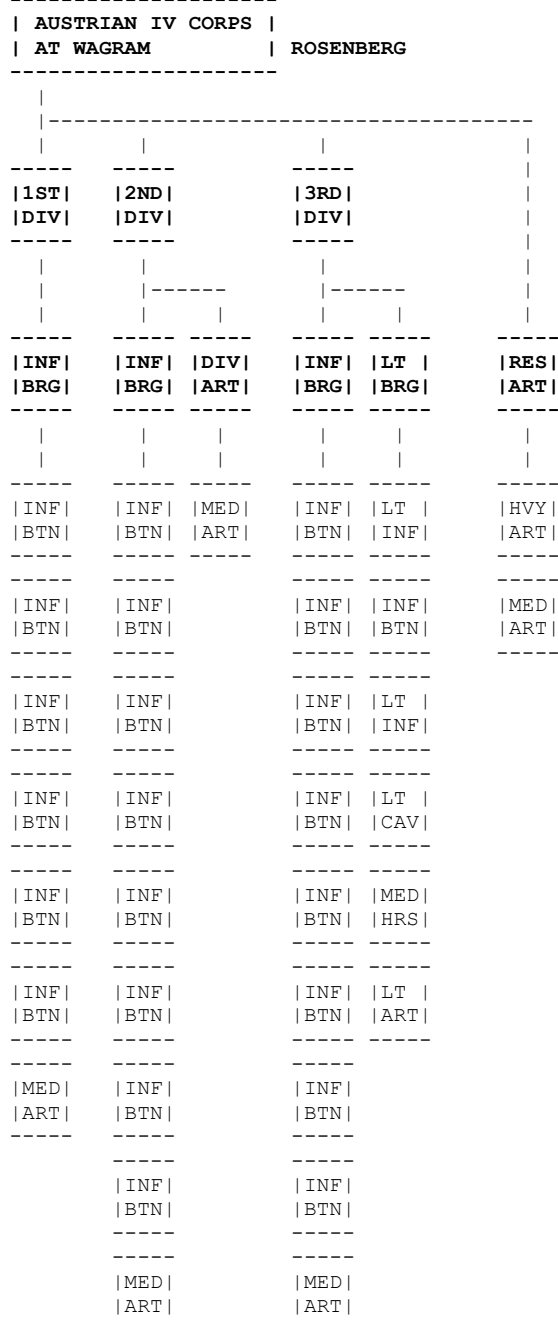 ---------------------
| AUSTRIAN IV CORPS |
| AT WAGRAM         | ROSENBERG
---------------------
  |
  |--------------------------------------
  |       |             |               |
-----   -----         -----             |
|1ST|   |2ND|         |3RD|             |
|DIV|   |DIV|         |DIV|             |
-----   -----         -----             |
  |       |             |               |
  |       |------       |------         |
  |       |     |       |     |         |
-----   ----- -----   ----- -----     -----
|INF|   |INF| |DIV|   |INF| |LT |     |RES|
|BRG|   |BRG| |ART|   |BRG| |BRG|     |ART|
-----   ----- -----   ----- -----     -----
  |       |     |       |     |         |
  |       |     |       |     |         |
-----   ----- -----   ----- -----     -----
|INF|   |INF| |MED|   |INF| |LT |     |HVY|
|BTN|   |BTN| |ART|   |BTN| |INF|     |ART|
-----   ----- -----   ----- -----     -----
-----   -----         ----- -----     -----
|INF|   |INF|         |INF| |INF|     |MED|
|BTN|   |BTN|         |BTN| |BTN|     |ART|
-----   -----         ----- -----     -----
-----   -----         ----- -----
|INF|   |INF|         |INF| |LT |
|BTN|   |BTN|         |BTN| |INF|
-----   -----         ----- -----
-----   -----         ----- -----
|INF|   |INF|         |INF| |LT |
|BTN|   |BTN|         |BTN| |CAV|
-----   -----         ----- -----
-----   -----         ----- -----
|INF|   |INF|         |INF| |MED|
|BTN|   |BTN|         |BTN| |HRS|
-----   -----         ----- -----
-----   -----         ----- -----
|INF|   |INF|         |INF| |LT |
|BTN|   |BTN|         |BTN| |ART|
-----   -----         ----- -----
-----   -----         -----
|MED|   |INF|         |INF|
|ART|   |BTN|         |BTN|
-----   -----         -----
        -----         -----
        |INF|         |INF|
        |BTN|         |BTN|
        -----         -----
        -----         -----
        |MED|         |MED|
        |ART|         |ART|